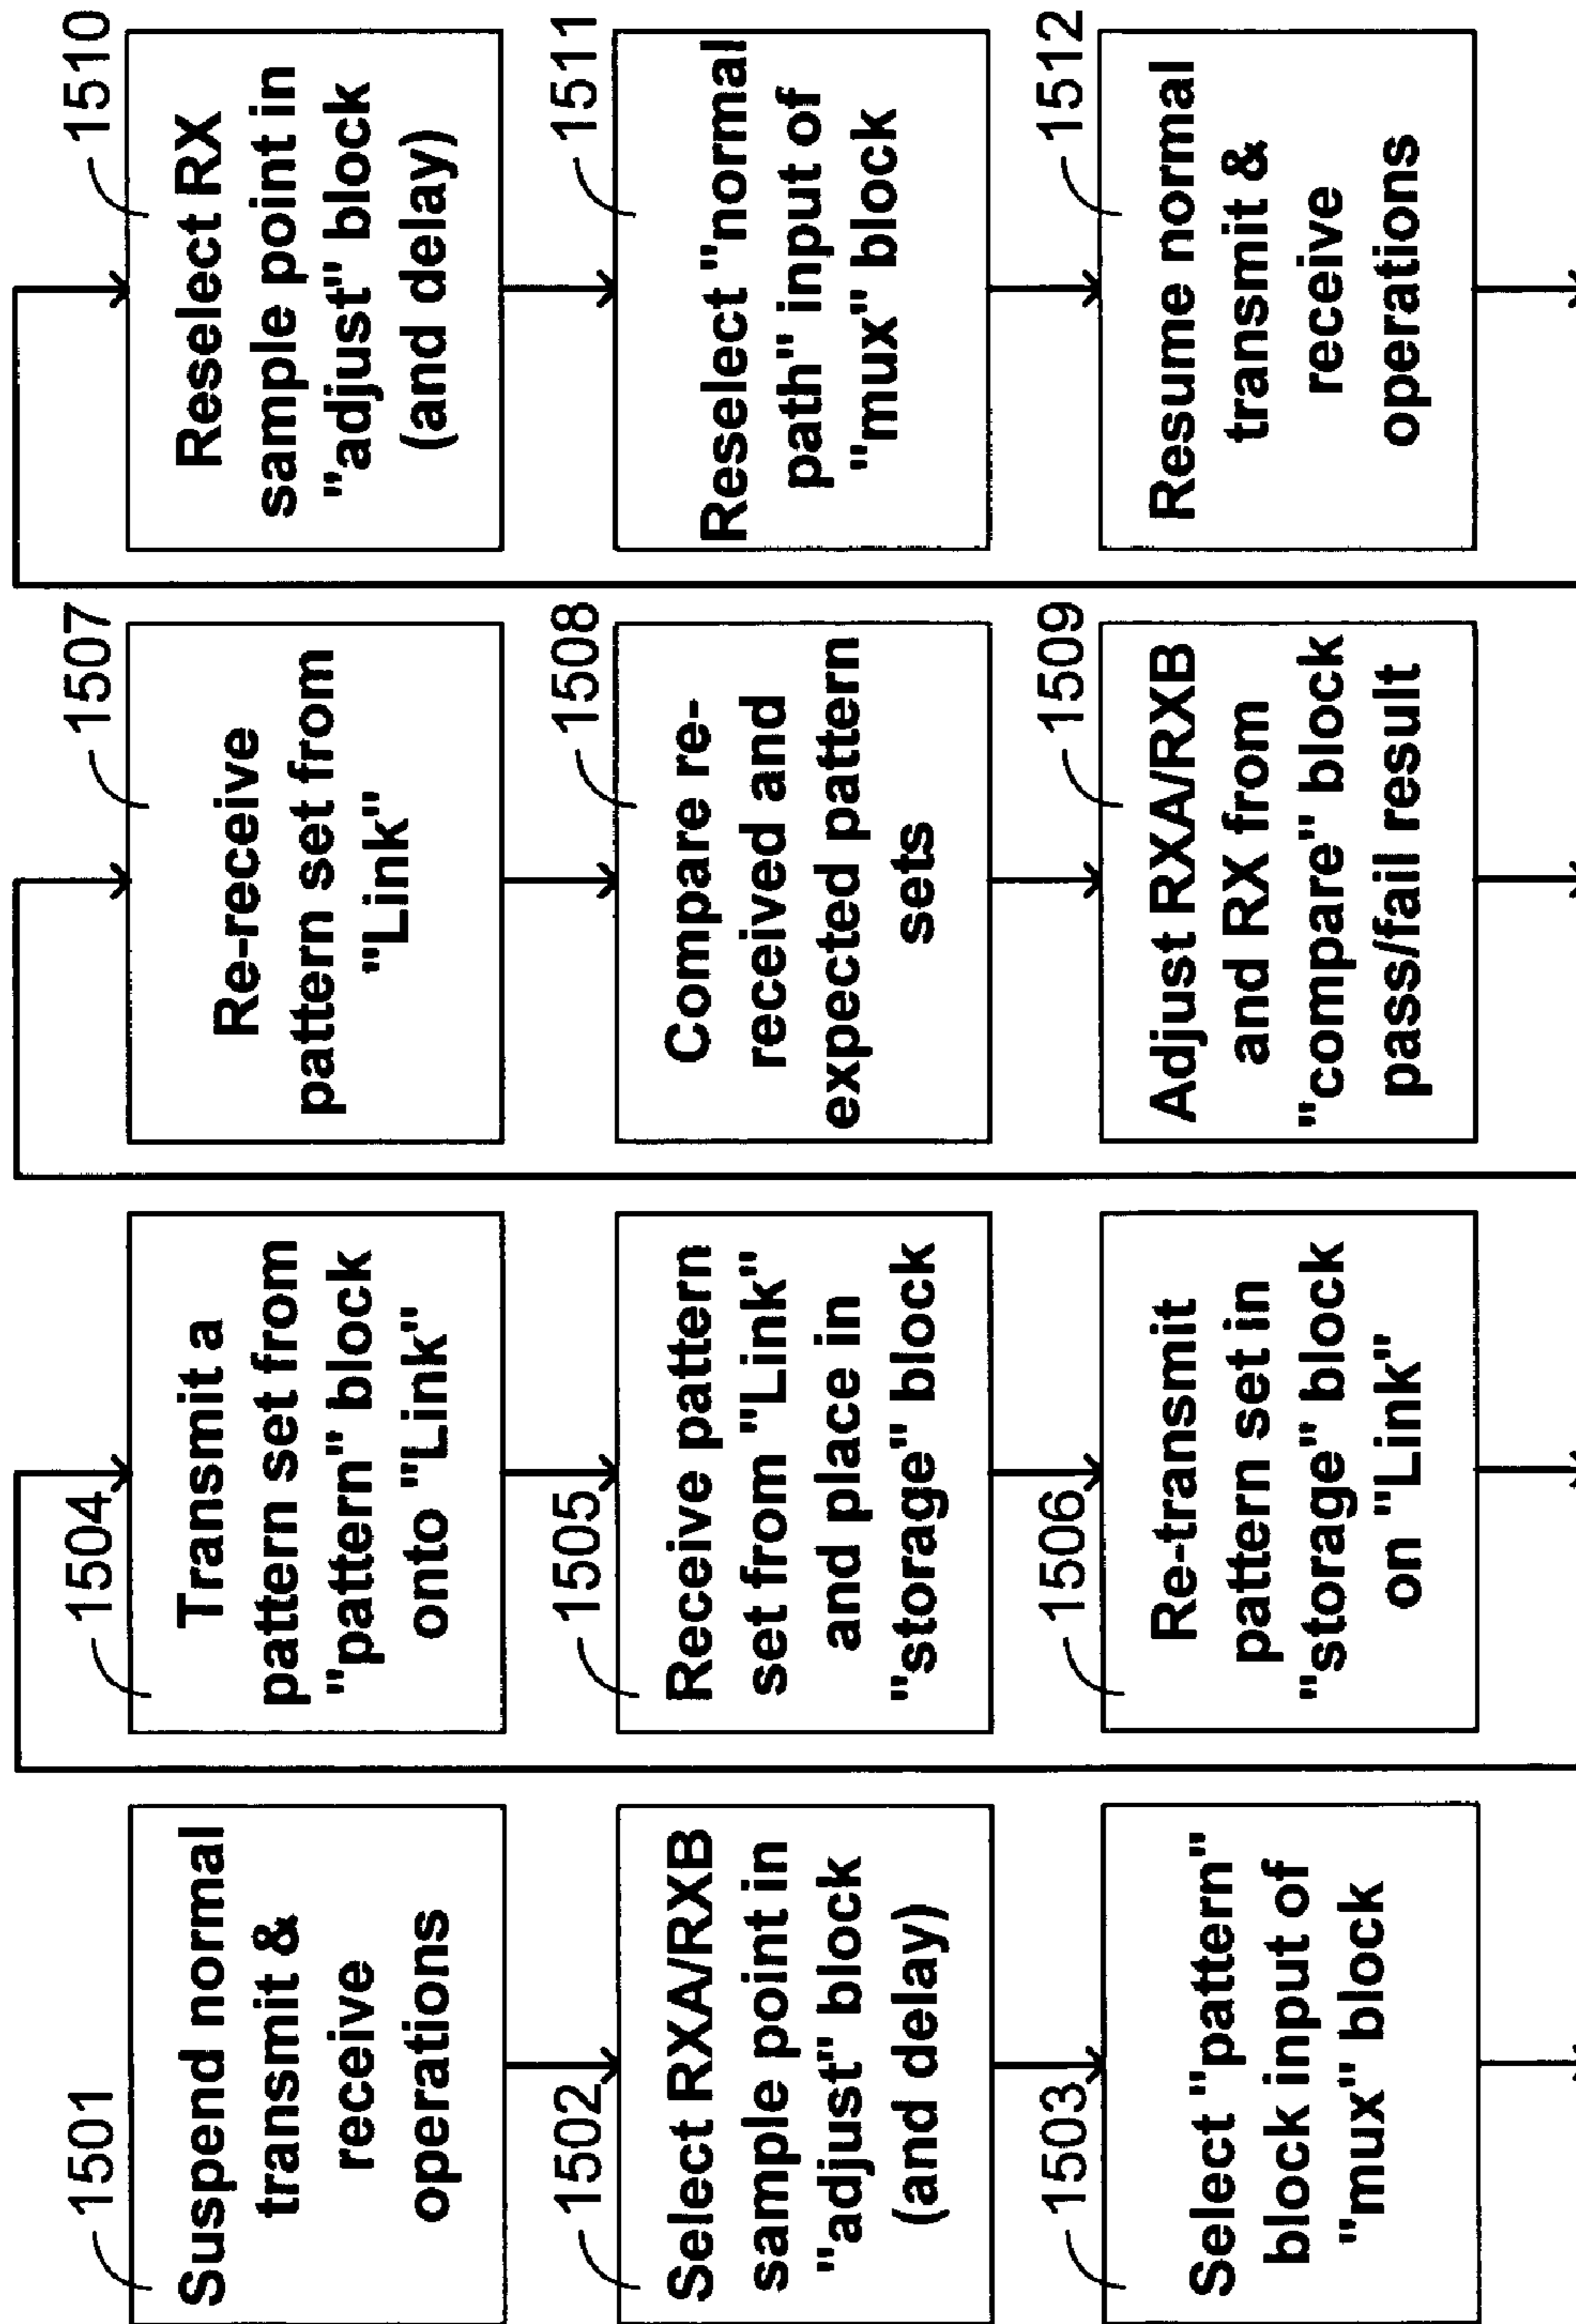 1501
Suspend normal
transmit &
receive
operations
1502
Select RXA/RXB
sample point in
"adjust" block
(and delay)
1503
Select "pattern"
block input of
"mux" block
1504
Transmit a
pattern set from
"pattern" block
onto "Link"
1505
Receive pattern
set from "Link"
and place in
"storage" block
1506
Re-transmit
pattern set in
"storage" block
on "Link"
1507
Re-receive
pattern set from
"Link"
1508
Compare re-
received and
expected pattern
sets
1509
Adjust RXA/RXB
and RX from
"compare" block
pass/fail result
1510
Reselect RX
sample point in
"adjust" block
(and delay)
1511
Reselect "normal
path" input of
"mux" block
1512
Resume normal
transmit &
receive
operations